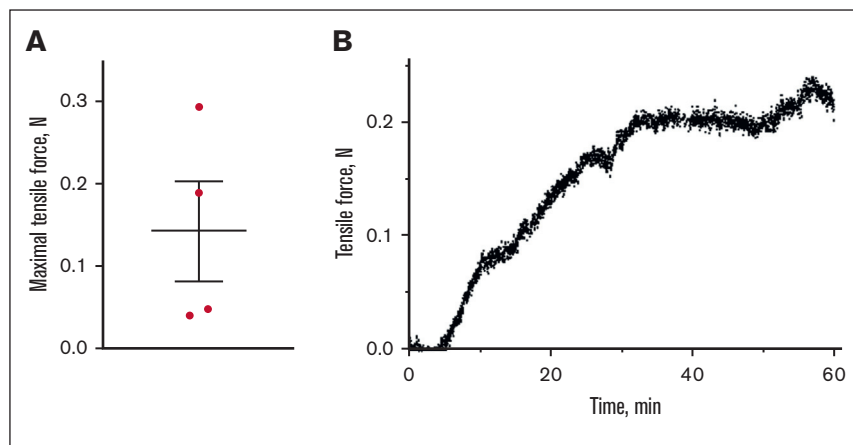 A
Maximal tensile force, N
0.3
0.2
0.1
0.0
B
Tensile force, N
0.2
0.1
0.0
0
20
40
60
Time, min